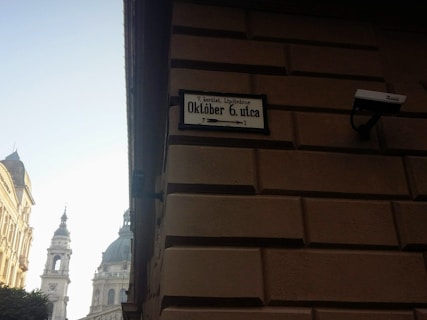 V. kerület, Lipótváros
Október 6. utca